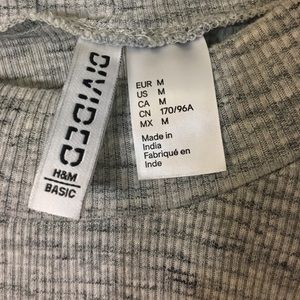 DIVIDED
H&M
BASIC
EUR M
US M
CA M
CN 170/96A
MX M
Made in
India
Fabriqué en
Inde